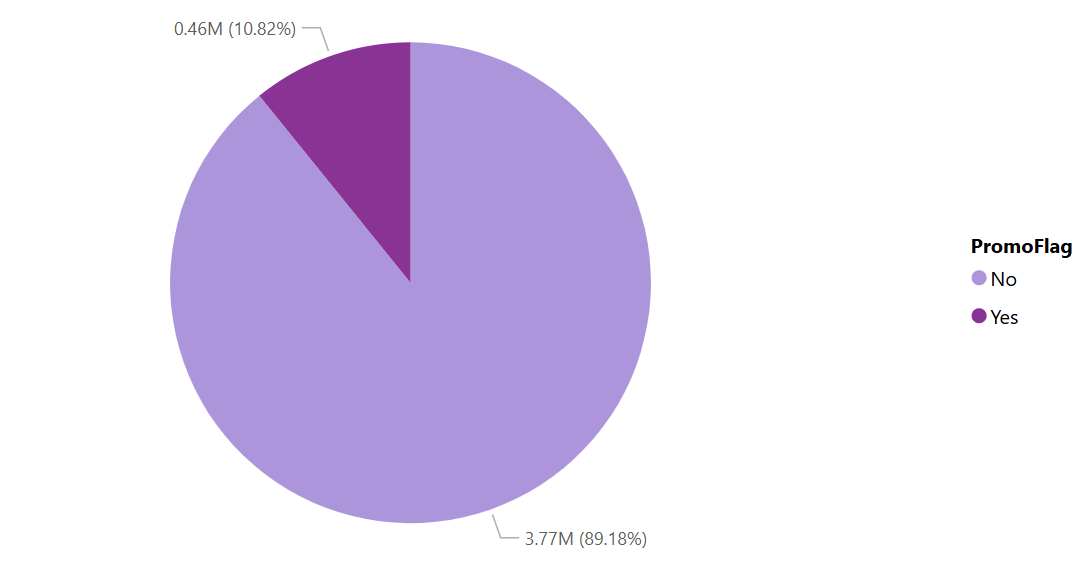 0.46M (10.82%)
PromoFlag
No
Yes
3.77M (89.18%)